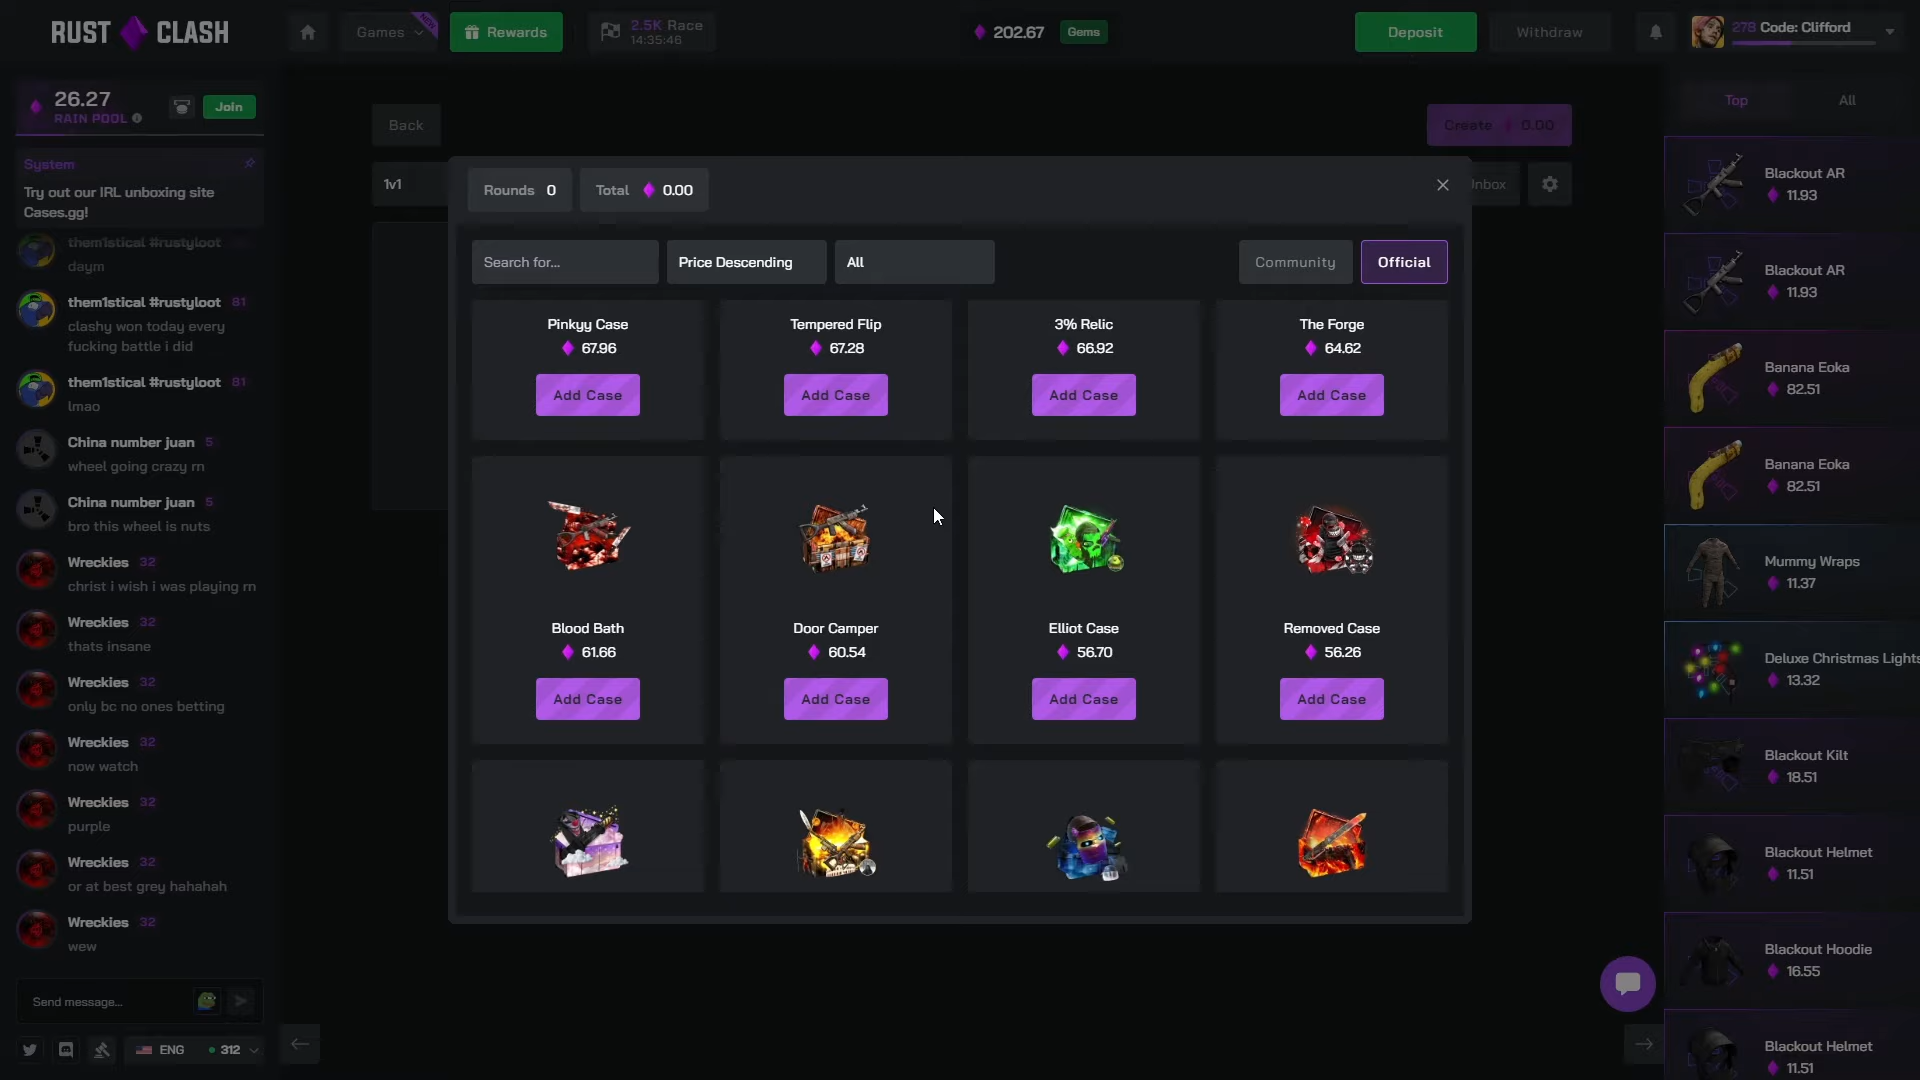 RUST CLASH
Games
NEW
Rewards
2.5K Race
14:35:46
202.67
Gems
Deposit
Withdraw
278 Code: Clifford
26.27
RAIN POOL
Join
System
Try out our IRL unboxing site
Cases.gg!
them1stical #rustyloot
daym
them1stical #rustyloot 81
clashy won today every
fucking battle i did
them1stical #rustyloot 81
lmao
China number juan 5
wheel going crazy rn
China number juan 5
bro this wheel is nuts
Wreckies 32
christ i wish i was playing rn
Wreckies 32
thats insane
Wreckies 32
only bc no ones betting
Wreckies 32
now watch
Wreckies 32
purple
Wreckies 32
or at best grey hahahah
Wreckies 32
wew
Send message...
ENG
312
Back
Create 0.00
1v1
Unbox
Rounds 0
Total 0.00
Search for...
Price Descending
All
Community
Official
Pinkyy Case
67.96
Add Case
Tempered Flip
67.28
Add Case
3% Relic
66.92
Add Case
The Forge
64.62
Add Case
Blood Bath
61.66
Add Case
Door Camper
60.54
Add Case
Elliot Case
56.70
Add Case
Removed Case
56.26
Add Case
Top
All
Blackout AR
11.93
Blackout AR
11.93
Banana Eoka
82.51
Banana Eoka
82.51
Mummy Wraps
11.37
Deluxe Christmas Lights
13.32
Blackout Kilt
18.51
Blackout Helmet
11.51
Blackout Hoodie
16.55
Blackout Helmet
11.51